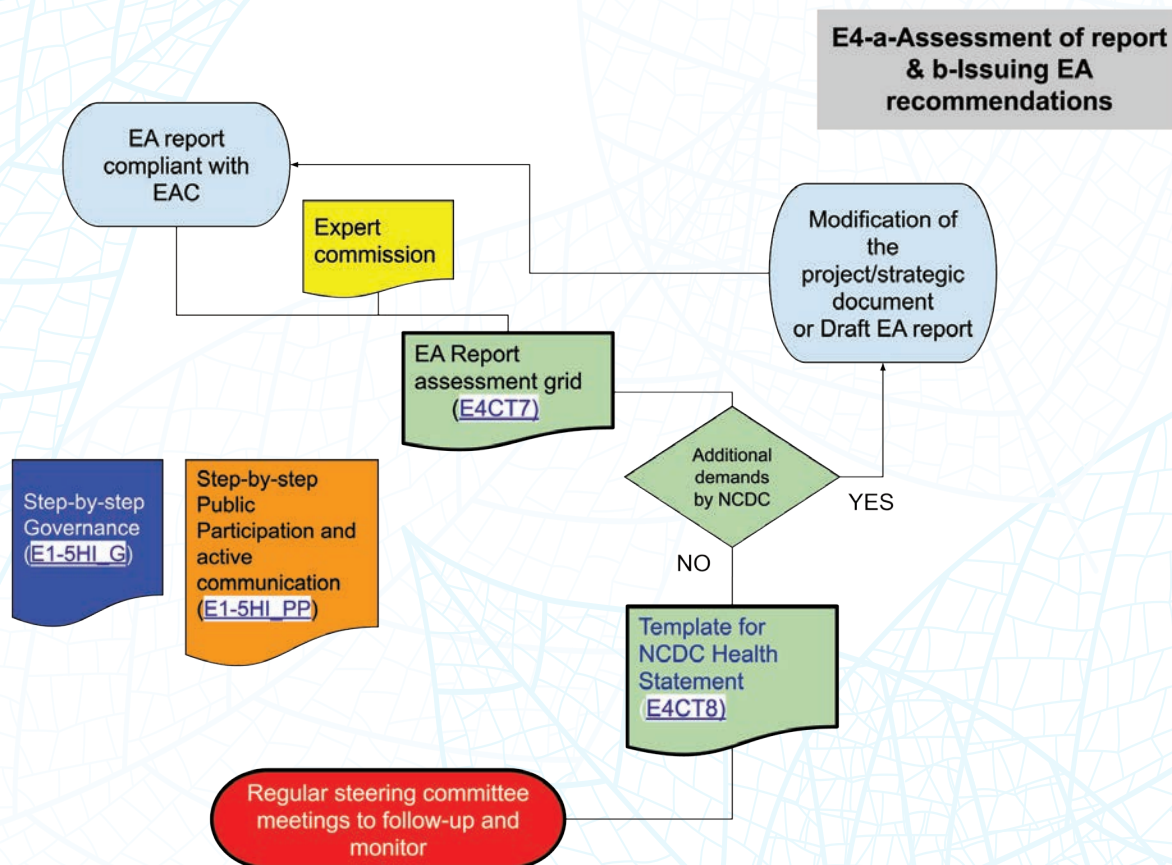 E4-a-Assessment of report
& b-Issuing EA
recommendations
EA report
compliant with
EAC
Expert
commission
Modification of
the
project/strategic
document
or Draft EA report
EA Report
assessment grid
(E4CT7)
Additional
demands
by NCDC
YES
NO
Step-by-step
Governance
(E1-5HI_G)
Step-by-step
Public
Participation and
active
communication
(E1-5HI_PP)
Template for
NCDC Health
Statement
(E4CT8)
Regular steering committee
meetings to follow-up and
monitor